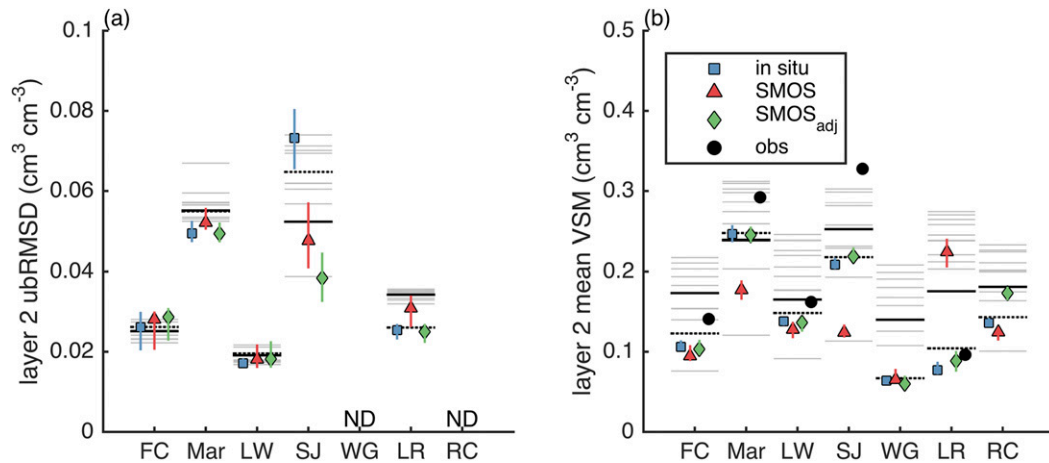 (a)
layer 2 ubRMSD (cm3 cm-3)
0.1
0.08
0.06
0.04
0.02
0
ND ND
FC Mar LW SJ WG LR RC
(b)
layer 2 mean VSM (cm3 cm-3)
0.5
0.4
0.3
0.2
0.1
0
in situ
SMOS
SMOSadj
obs
FC Mar LW SJ WG LR RC